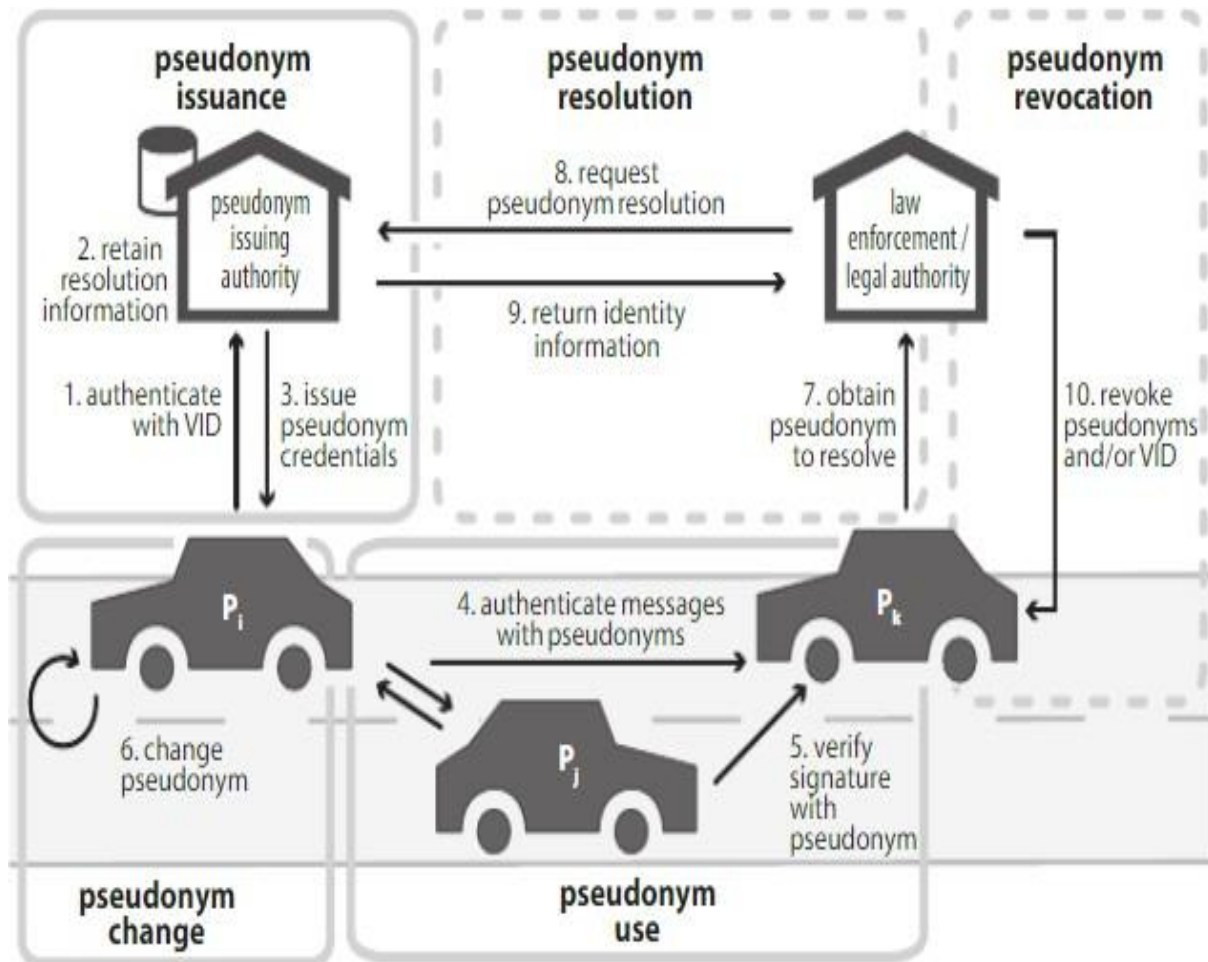 pseudonym
issuance
pseudonym
resolution
pseudonym
revocation
pseudonym
issuing
authority
2. retain
resolution
information
8. request
pseudonym resolution
law
enforcement /
legal authority
9. return identity
information
1. authenticate
with VID
3. issue
pseudonym
credentials
7. obtain
pseudonym
to resolve
10. revoke
pseudonyms
and/or VID
Pi
4. authenticate messages
with pseudonyms
Pk
6. change
pseudonym
Pj
5. verify
signature
with
pseudonym
pseudonym
change
pseudonym
use